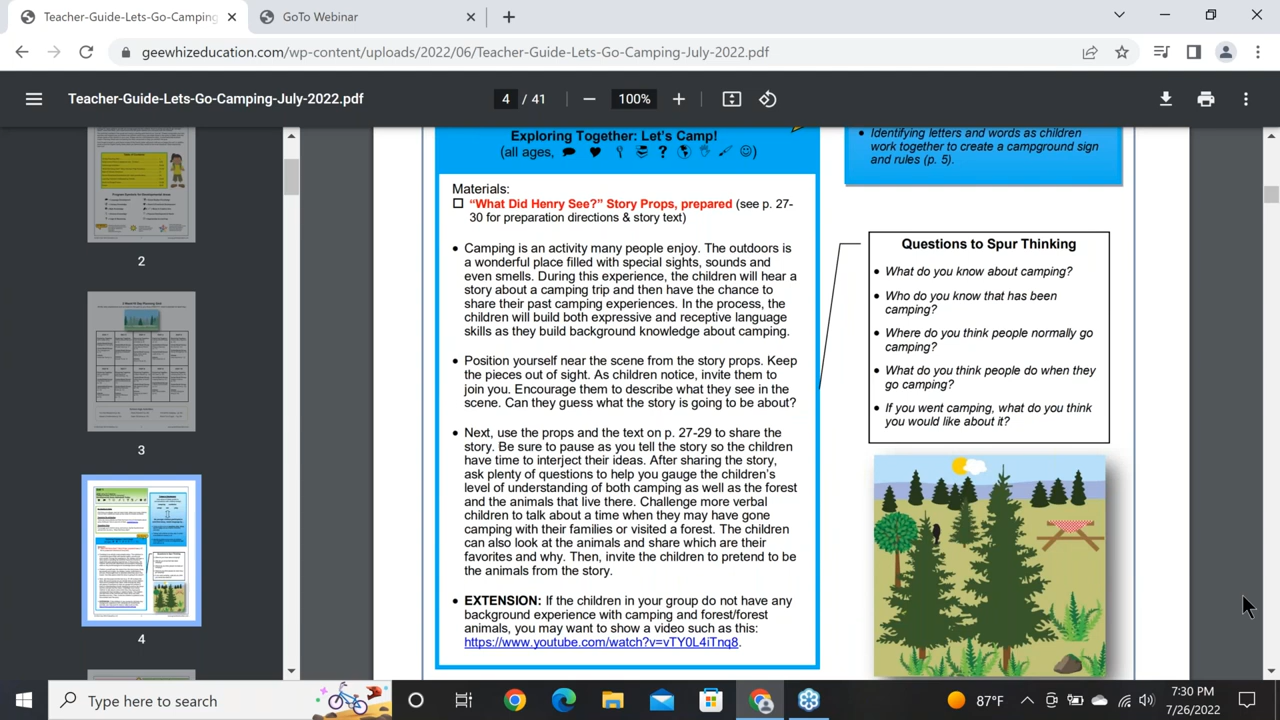 Teacher-Guide-Lets-Go-Camping-
GoTo Webinar
geewhizeducation.com/wp-content/uploads/2022/06/Teacher-Guide-Lets-Go-Camping-July-2022.pdf
Teacher-Guide-Lets-Go-Camping-July-2022.pdf
4 / 41
100%
2
3
4
Exploring Together: Let's Camp!
(all ages,
)
Identifying letters and words as children
work together to create a campground sign
and rules (p. 5).
Materials:
"What Did Henry See?" Story Props, prepared (see p. 27-
30 for preparation directions & story text)
• Camping is an activity many people enjoy. The outdoors is
a wonderful place filled with special sights, sounds and
even smells. During this experience, the children will hear a
story about a camping trip and then have the chance to
share their past camping experiences. In the process, the
children will build both expressive and receptive language
skills as they build background knowledge about camping.
• Position yourself near the scene from the story props. Keep
the pieces out of sight. As children notice, invite them to
join you. Encourage them to describe what they see in the
scene. Can they guess what the story is going to be about?
• Next, use the props and the text on p. 27-29 to share the
story. Be sure to pause as you tell the story so the children
have time to interject their ideas. After sharing the story,
ask plenty of questions to help you gauge the children's
level of understanding of both camping as well as the forest
and the animals that live there. Challenge more verbal
children to talk about a time when they may have gone
camping with their families or visited a forest. The children
can also look at the animals and share which are their
favorites and why. Then, invite the children to pretend to be
the animals from the story.
• EXTENSION: If the children in your group do not have any
background experience with camping and forest/forest
animals, you may want to show a video such as this:
https://www.youtube.com/watch?v=vTY0L4iTnq8.
Questions to Spur Thinking
• What do you know about camping?
• Who do you know that has been
camping?
• Where do you think people normally go
camping?
• What do you think people do when they
go camping?
• If you went camping, what do you think
you would like about it?
Type here to search
87°F
7:30 PM
7/26/2022